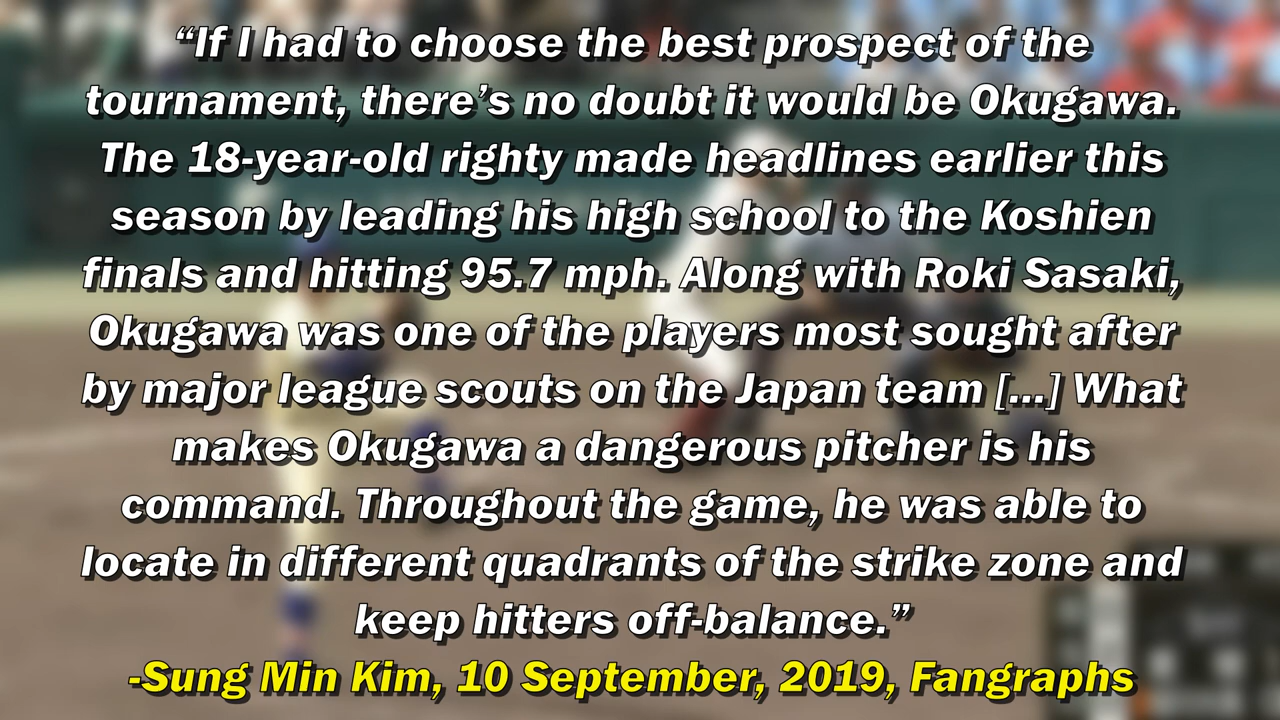 “If I had to choose the best prospect of the
tournament, there’s no doubt it would be Okugawa.
The 18-year-old righty made headlines earlier this
season by leading his high school to the Koshien
finals and hitting 95.7 mph. Along with Roki Sasaki,
Okugawa was one of the players most sought after
by major league scouts on the Japan team [...] What
makes Okugawa a dangerous pitcher is his
command. Throughout the game, he was able to
locate in different quadrants of the strike zone and
keep hitters off-balance.”
-Sung Min Kim, 10 September, 2019, Fangraphs